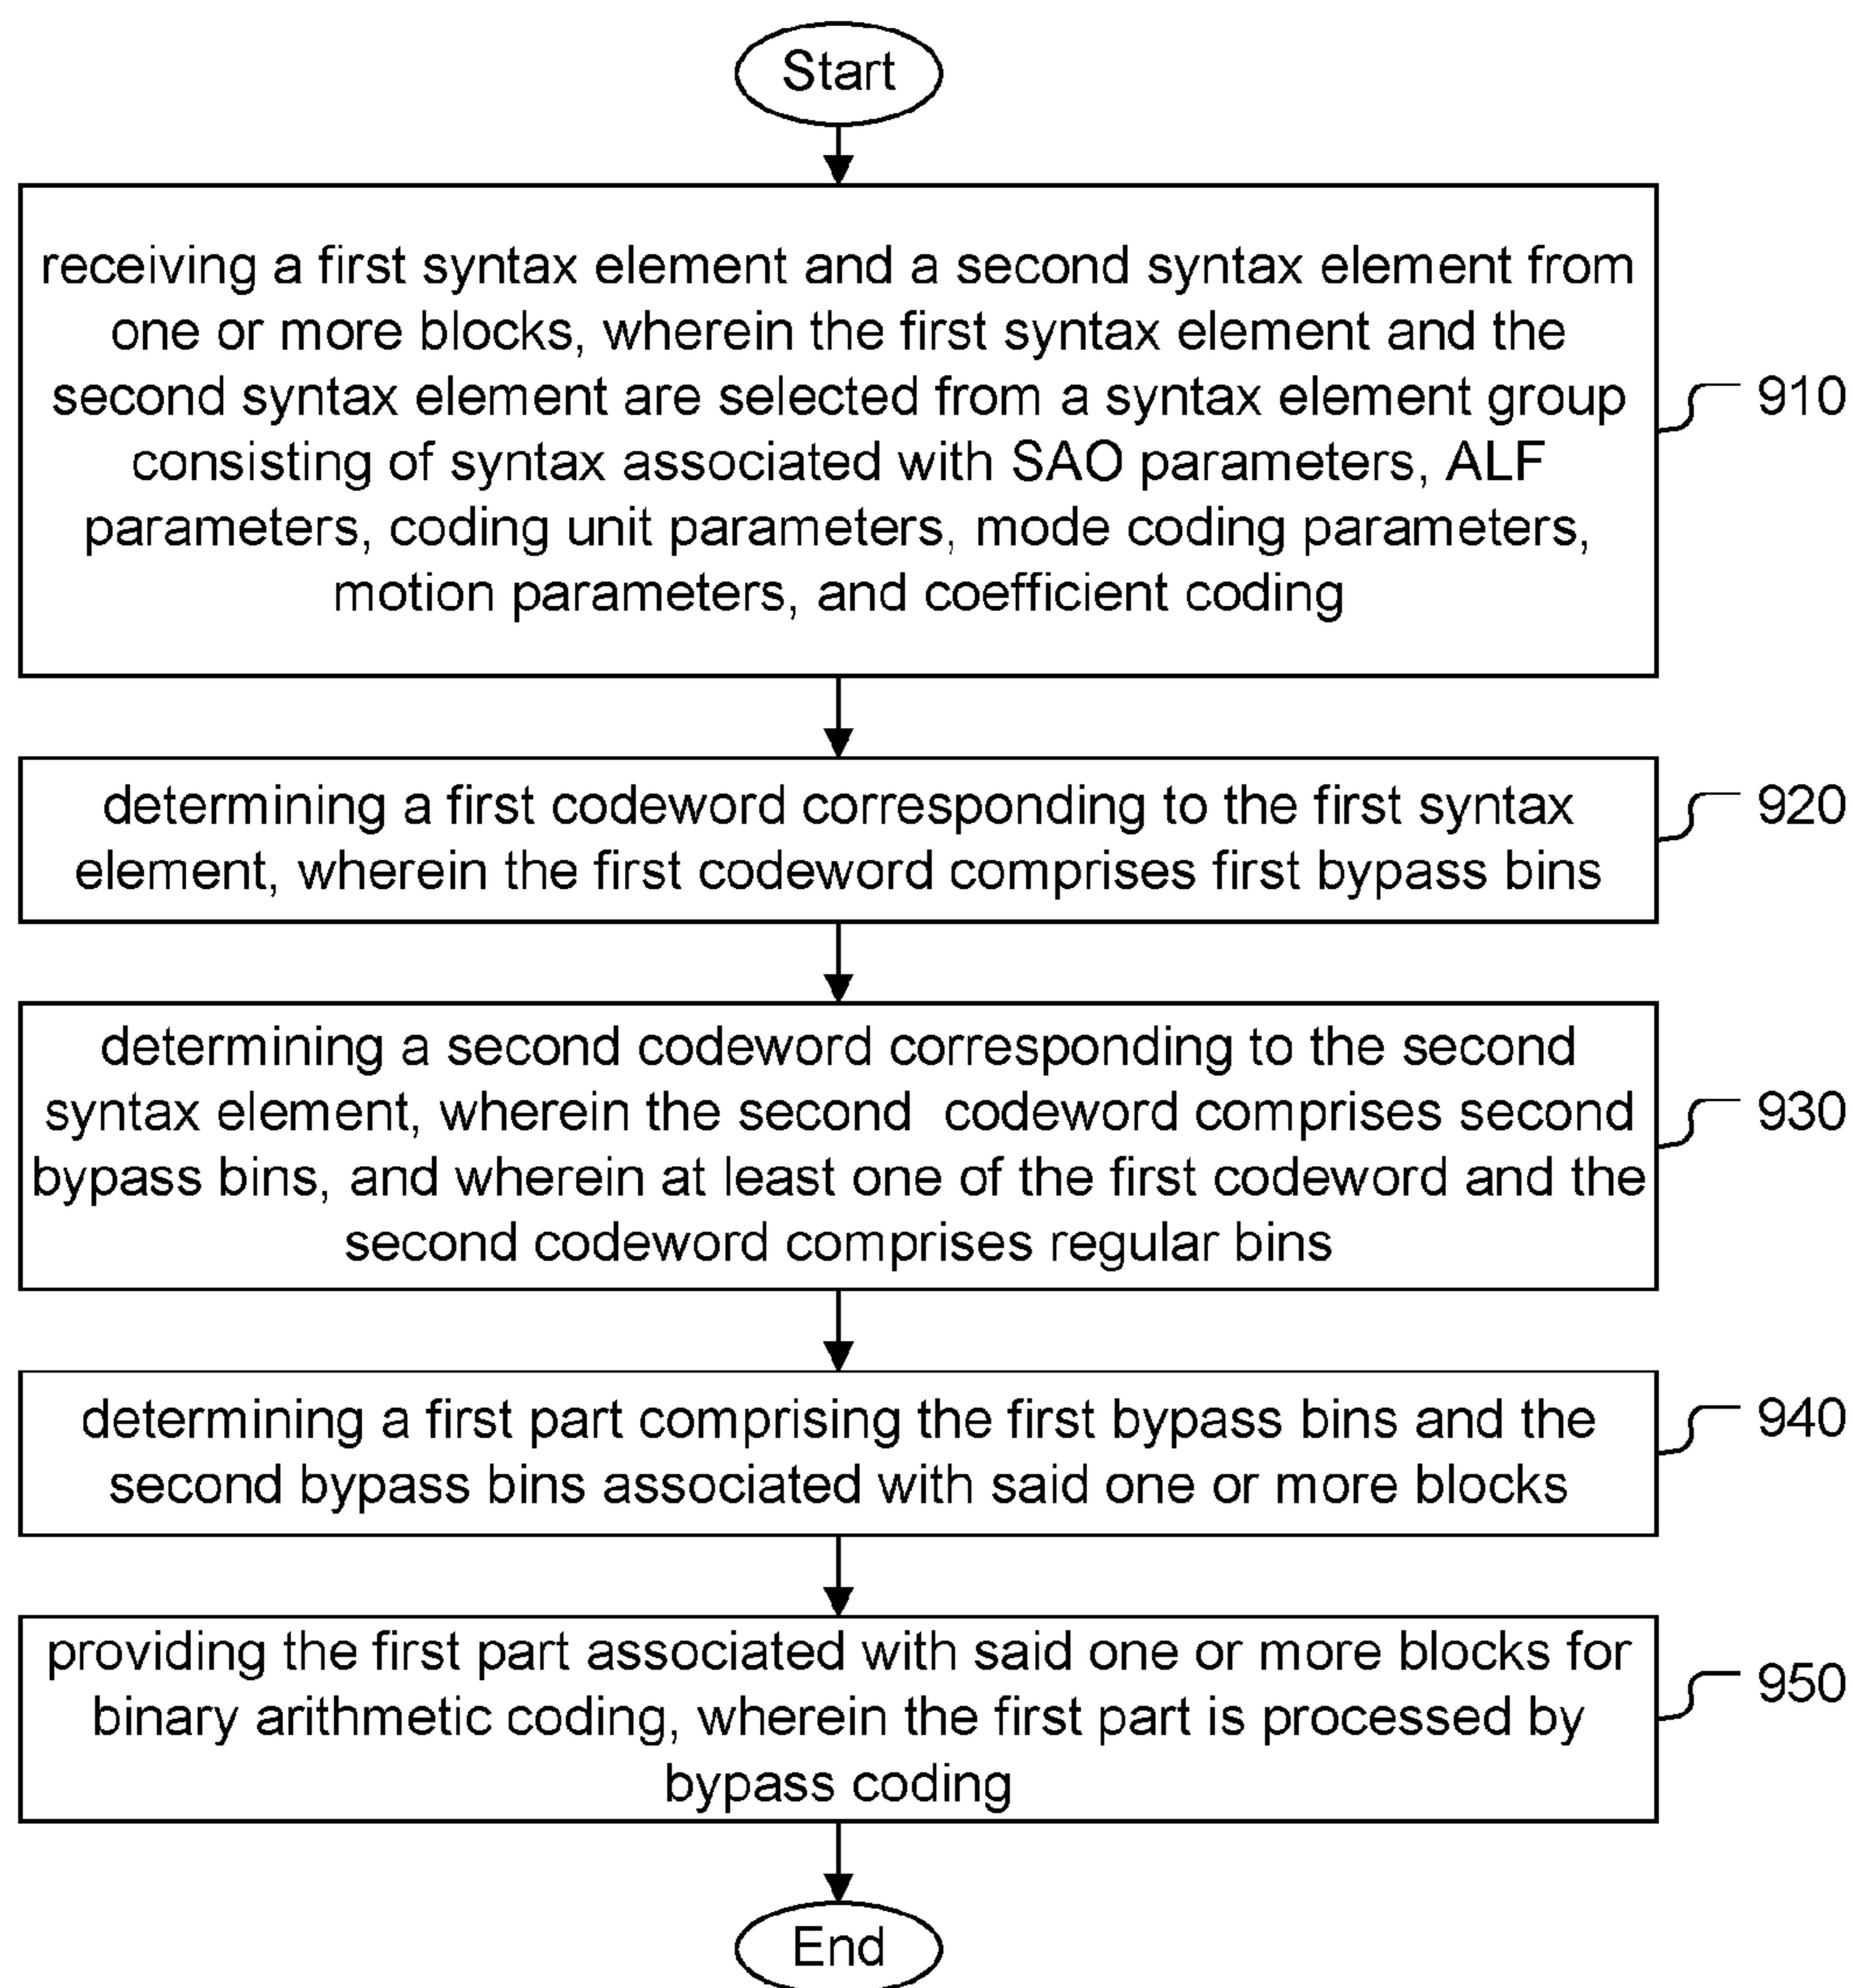 Start
receiving a first syntax element and a second syntax element from
one or more blocks, wherein the first syntax element and the
second syntax element are selected from a syntax element group
consisting of syntax associated with SAO parameters, ALF
parameters, coding unit parameters, mode coding parameters,
motion parameters, and coefficient coding
910
determining a first codeword corresponding to the first syntax
element, wherein the first codeword comprises first bypass bins
920
determining a second codeword corresponding to the second
syntax element, wherein the second codeword comprises second
bypass bins, and wherein at least one of the first codeword and the
second codeword comprises regular bins
930
determining a first part comprising the first bypass bins and the
second bypass bins associated with said one or more blocks
940
providing the first part associated with said one or more blocks for
binary arithmetic coding, wherein the first part is processed by
bypass coding
950
End